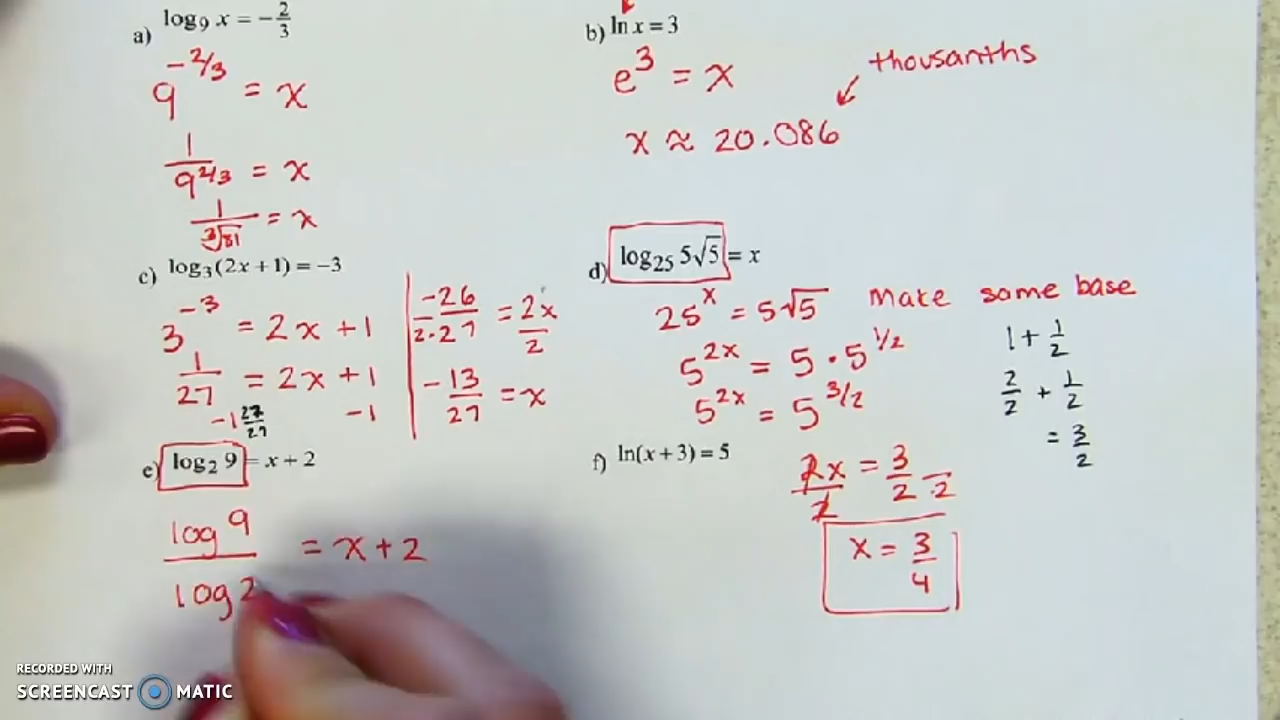 a) log₉ x = -2/3
9^(-2/3) = x
1/9^(2/3) = x
1/∛81 = x
b) ln x = 3
e³ = x
x ≈ 20.086
thousanths
c) log₃(2x + 1) = -3
3⁻³ = 2x + 1
1/27 = 2x + 1
-1 27/27 -1
-26/2·27 = 2x/2
-13/27 = x
d) log₂₅ 5√5 = x
25ˣ = 5√5
Make same base
5^(2x) = 5 · 5^(1/2)
5^(2x) = 5^(3/2)
1 + 1/2
2/2 + 1/2
= 3/2
2x/2 = 3/2·2
x = 3/4
e) log₂ 9 = x + 2
log 9/log 2 = x + 2
f) ln(x + 3) = 5
RECORDED WITH
SCREENCAST MATIC